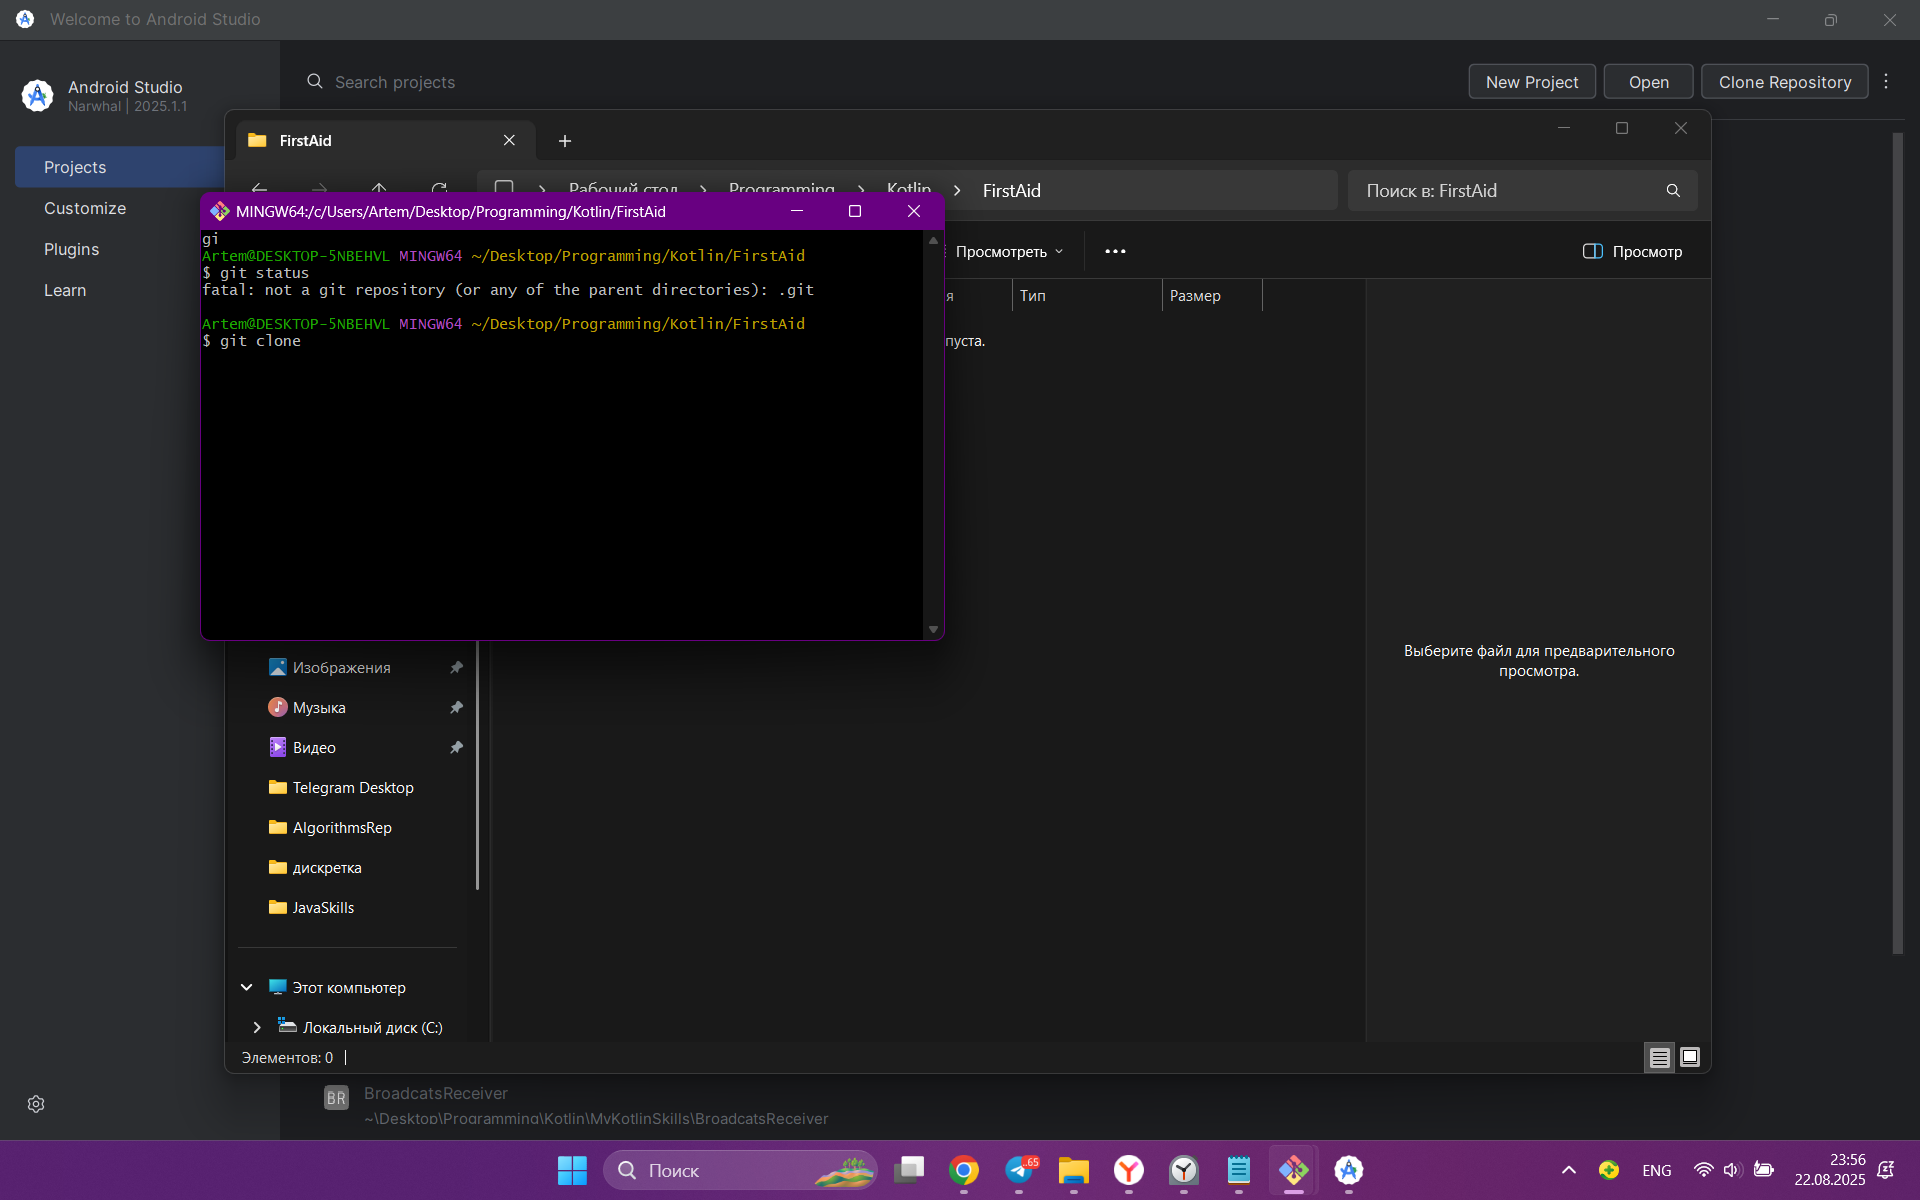 Welcome to Android Studio
Android Studio
Narwhal | 2025.1.1
Search projects
New Project
Open
Clone Repository
Projects
Customize
Plugins
Learn
FirstAid
Рабочий стол
Programming
Kotlin
FirstAid
Поиск в: FirstAid
MINGW64:/c/Users/Artem/Desktop/Programming/Kotlin/FirstAid
gi
Artem@DESKTOP-5NBEHVL MINGW64 ~/Desktop/Programming/Kotlin/FirstAid
$ git status
fatal: not a git repository (or any of the parent directories): .git
Artem@DESKTOP-5NBEHVL MINGW64 ~/Desktop/Programming/Kotlin/FirstAid
$ git clone
Просмотреть
Просмотр
я
Тип
Размер
пуста.
Выберите файл для предварительного
просмотра.
Изображения
Музыка
Видео
Telegram Desktop
AlgorithmsRep
дискретка
JavaSkills
Этот компьютер
Локальный диск (C:)
Элементов: 0
BR
BroadcatsReceiver
~\Desktop\Programming\Kotlin\MyKotlinSkills\BroadcatsReceiver
Поиск
..65
ENG
23:56
22.08.2025